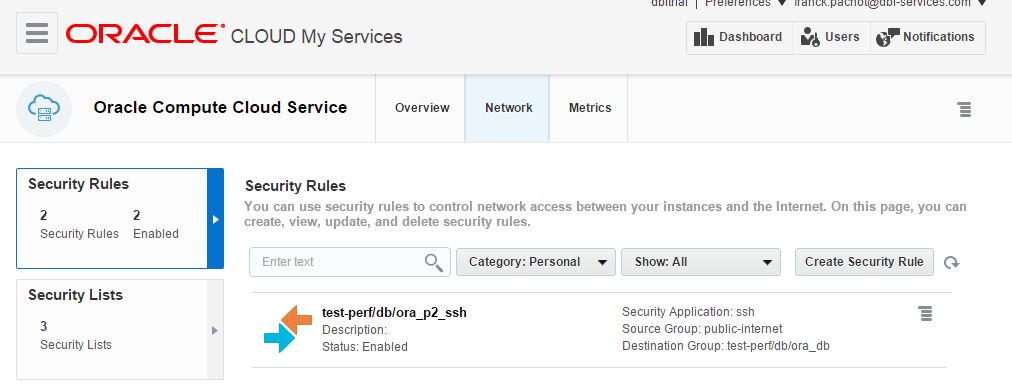 dbitrial Preferences franck.pachot@dbi-services.com
ORACLE CLOUD My Services
Dashboard Users Notifications
Oracle Compute Cloud Service Overview Network Metrics
Security Rules
2 2
Security Rules Enabled
Security Lists
3
Security Lists
Security Rules
You can use security rules to control network access between your instances and the Internet. On this page, you can
create, view, update, and delete security rules.
Enter text Category: Personal Show: All Create Security Rule
test-perf/db/ora_p2_ssh Security Application: ssh
Description: Source Group: public-internet
Status: Enabled Destination Group: test-perf/db/ora_db